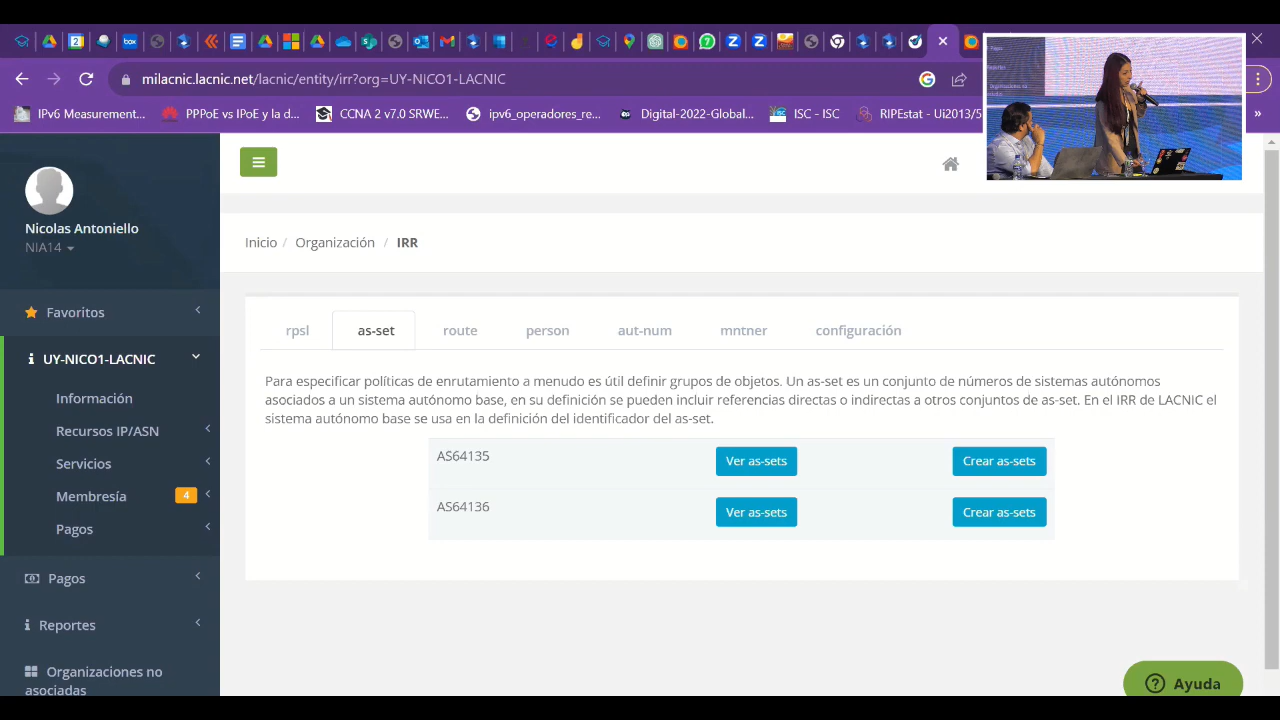 milacnic.lacnic.net/lacnic/entity/irr?org=UY-NICO1-LACNIC
IPv6 Measurement...
PPPoE vs IPoE y la d...
CCNA 2 v7.0 SRWE...
ipv6_operadores_re...
Digital-2022-Global...
ISC - ISC
RIPEstat - Ui2013/5
»
Nicolas Antoniello
NIA14
Favoritos
UY-NICO1-LACNIC
Información
Recursos IP/ASN
Servicios
Membresía 4
Pagos
Pagos
Reportes
Organizaciones no
asociadas
Inicio / Organización / IRR
rpsl as-set route person aut-num mntner configuración
Para especificar políticas de enrutamiento a menudo es útil definir grupos de objetos. Un as-set es un conjunto de números de sistemas autónomos
asociados a un sistema autónomo base, en su definición se pueden incluir referencias directas o indirectas a otros conjuntos de as-set. En el IRR de LACNIC el
sistema autónomo base se usa en la definición del identificador del as-set.
AS64135 Ver as-sets Crear as-sets
AS64136 Ver as-sets Crear as-sets
Ayuda